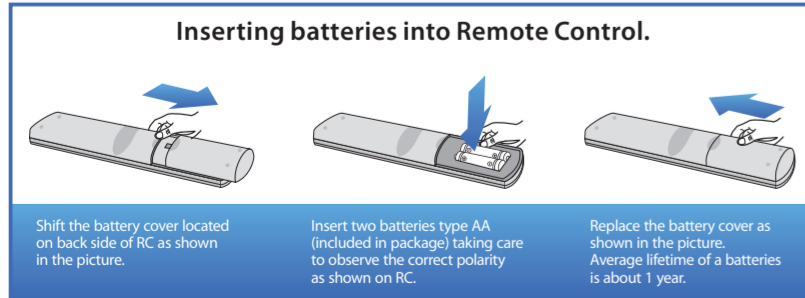 Inserting batteries into Remote Control.
Shift the battery cover located
on back side of RC as shown
in the picture.
Insert two batteries type AA
(included in package) taking care
to observe the correct polarity
as shown on RC.
Replace the battery cover as
shown in the picture.
Average lifetime of a batteries
is about 1 year.